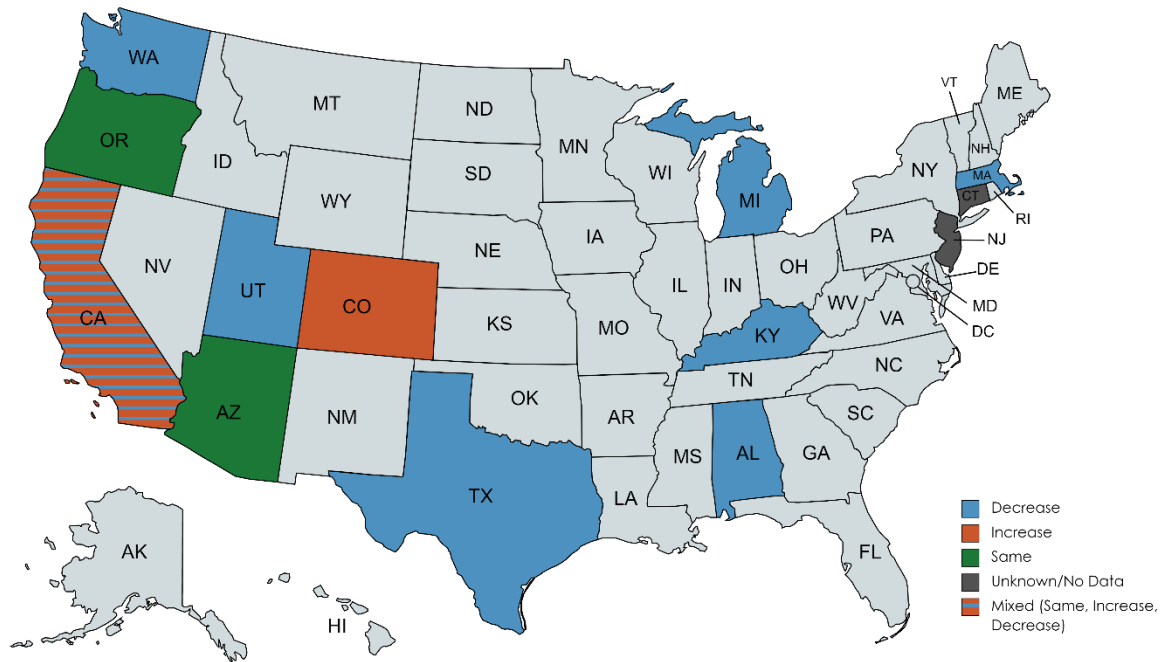 WA
MT
ND
MN
VT
ME
OR
ID
SD
WI
NH
NY
MA
WY
MI
CT
RI
IA
PA
NJ
NE
NV
UT
IL
IN
OH
DE
CO
WV
MD
CA
KS
MO
KY
VA
DC
TN
NC
AZ
NM
OK
AR
SC
MS
AL
GA
TX
LA
AK
FL
HI
Decrease
Increase
Same
Unknown/No Data
Mixed (Same, Increase,
Decrease)